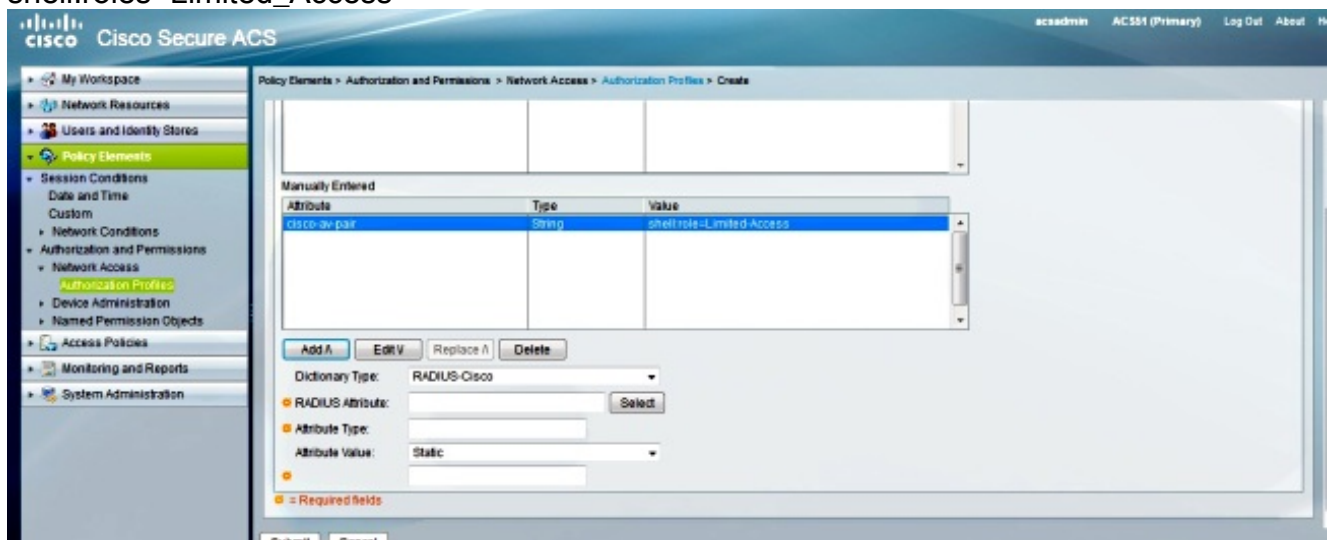 shell:roles=Limited_Access
cisco Cisco Secure ACS
acsadmin ACS51 (Primary) Log Out About
My Workspace
Network Resources
Users and Identity Stores
Policy Elements
Session Conditions
Date and Time
Custom
Network Conditions
Authorization and Permissions
Network Access
Authorization Profiles
Device Administration
Named Permission Objects
Access Policies
Monitoring and Reports
System Administration
Policy Elements > Authorization and Permissions > Network Access > Authorization Profiles > Create
Manually Entered
Attribute Type Value
cisco-av-pair String shell:role=Limited-Access
Add Λ Edit V Replace Λ Delete
Dictionary Type: RADIUS-Cisco
RADIUS Attribute: Select
Attribute Type:
Attribute Value: Static
= Required fields